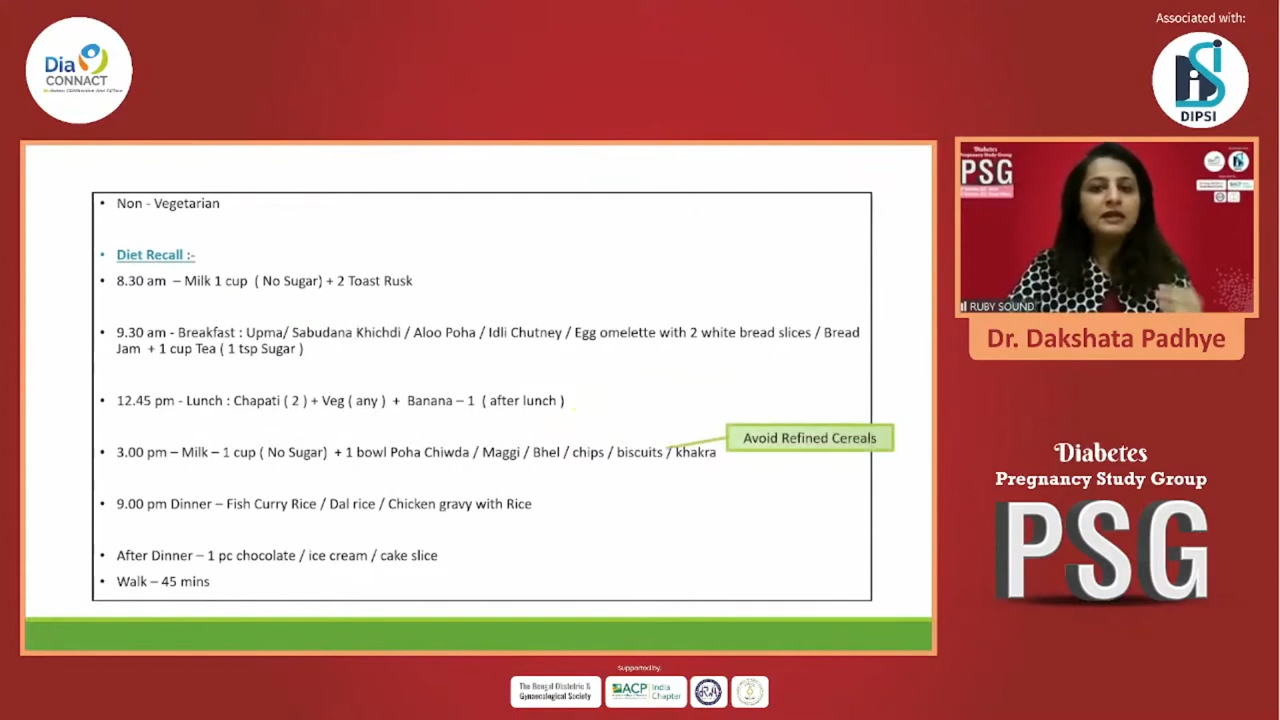 Associated with:
Dia
CONNACT
DIPSI
Non - Vegetarian
Diet Recall :-
8.30 am – Milk 1 cup ( No Sugar) + 2 Toast Rusk
9.30 am - Breakfast : Upma/ Sabudana Khichdi / Aloo Poha / Idli Chutney / Egg omelette with 2 white bread slices / Bread
Jam + 1 cup Tea ( 1 tsp Sugar )
12.45 pm - Lunch : Chapati ( 2 ) + Veg ( any ) + Banana – 1 ( after lunch )
Avoid Refined Cereals
3.00 pm – Milk – 1 cup ( No Sugar) + 1 bowl Poha Chiwda / Maggi / Bhel / chips / biscuits / khakra
9.00 pm Dinner – Fish Curry Rice / Dal rice / Chicken gravy with Rice
After Dinner – 1 pc chocolate / ice cream / cake slice
Walk – 45 mins
Diabetes
PSG
RUBY SOUND
Dr. Dakshata Padhye
Diabetes
Pregnancy Study Group
PSG
Supported by:
The Bengal Obstetric &
Gynaecological Society
ACP India
Chapter